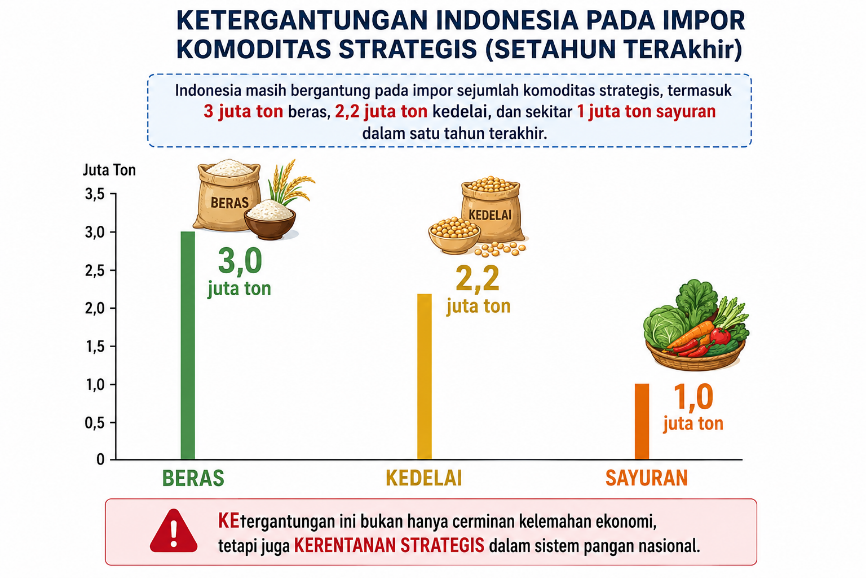 KETERGANTUNGAN INDONESIA PADA IMPOR
KOMODITAS STRATEGIS (SETAHUN TERAkhir)
Indonesia masih bergantung pada impor sejumlah komoditas strategis, termasuk
3 juta ton beras, 2,2 juta ton kedelai, dan sekitar 1 juta ton sayuran
dalam satu tahun terakhir.
Juta Ton
3,5
3,0
2,5
2,0
1,5
1,0
0,5
0
BERAS
3,0
juta ton
KEDELAI
2,2
juta ton
1,0
juta ton
BERAS
KEDELAI
SAYURAN
KEtergantungan ini bukan hanya cerminan kelemahan ekonomi,
tetapi juga KERENTANAN STRATEGIS dalam sistem pangan nasional.